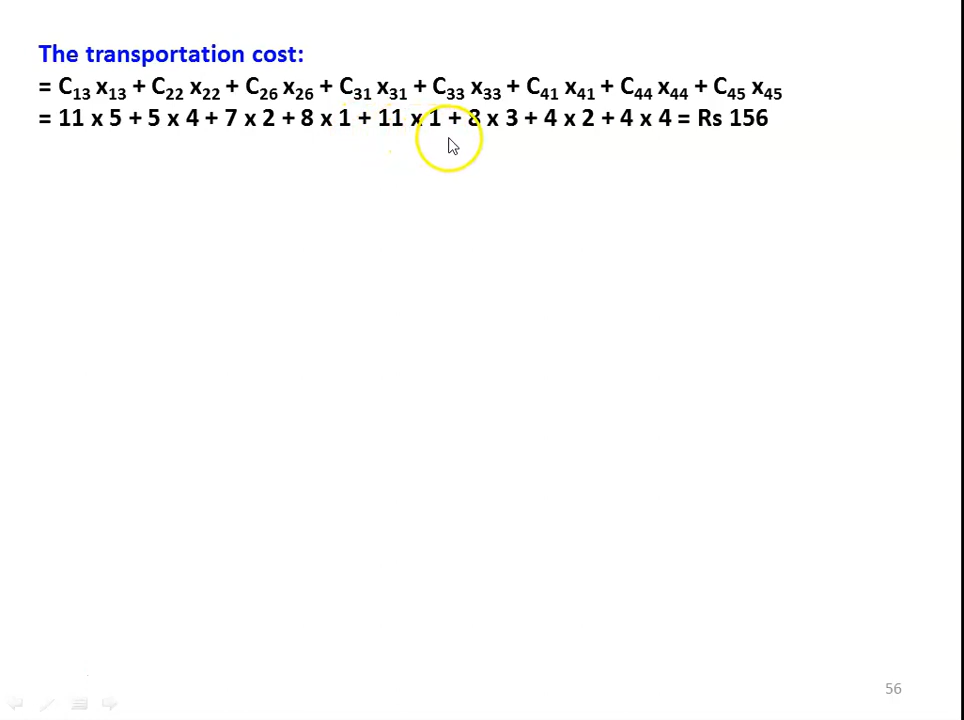 The transportation cost:
= C₁₃ x₁₃ + C₂₂ x₂₂ + C₂₆ x₂₆ + C₃₁ x₃₁ + C₃₃ x₃₃ + C₄₁ x₄₁ + C₄₄ x₄₄ + C₄₅ x₄₅
= 11 x 5 + 5 x 4 + 7 x 2 + 8 x 1 + 11 x 1 + 8 x 3 + 4 x 2 + 4 x 4 = Rs 156
56